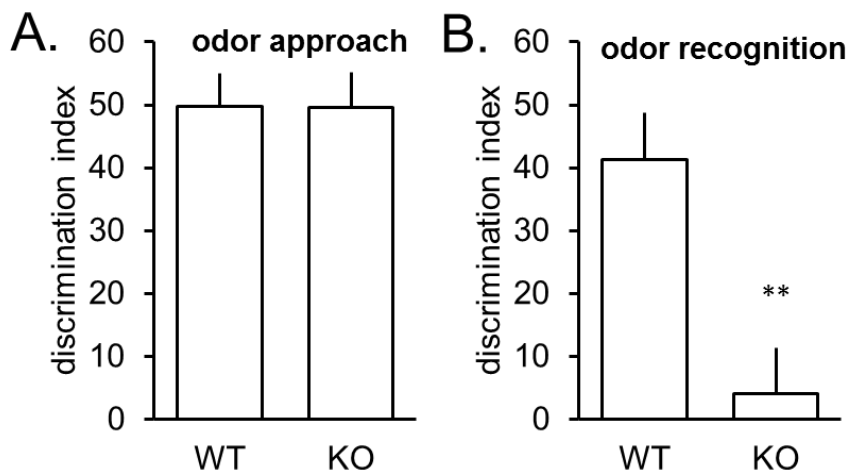 A.
odor approach
discrimination index
60
50
40
30
20
10
0
WT KO
B.
odor recognition
discrimination index
60
50
40
30
20
10
0
**
WT KO